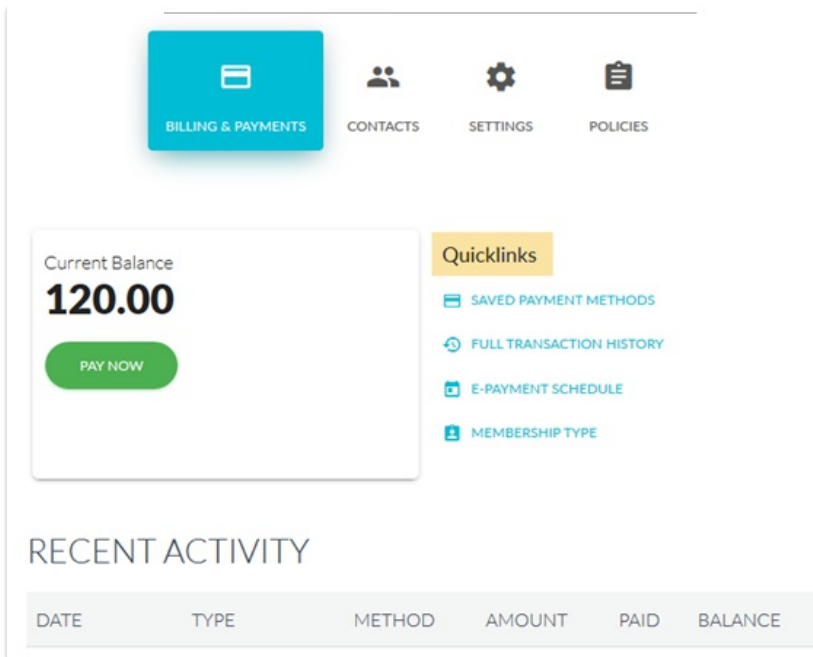 BILLING & PAYMENTS CONTACTS SETTINGS POLICIES
Current Balance
120.00
PAY NOW
Quicklinks
SAVED PAYMENT METHODS
FULL TRANSACTION HISTORY
E-PAYMENT SCHEDULE
MEMBERSHIP TYPE
RECENT ACTIVITY
DATE TYPE METHOD AMOUNT PAID BALANCE